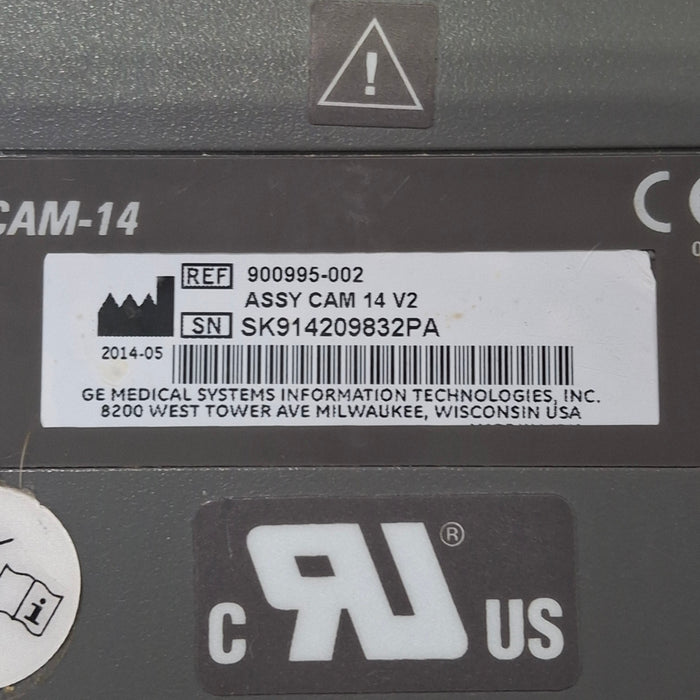 !
CAM-14
C
REF 900995-002
ASSY CAM 14 V2
SN SK914209832PA
2014-05
GE MEDICAL SYSTEMS INFORMATION TECHNOLOGIES, INC.
8200 WEST TOWER AVE MILWAUKEE, WISCONSIN USA
i
C RU ® US